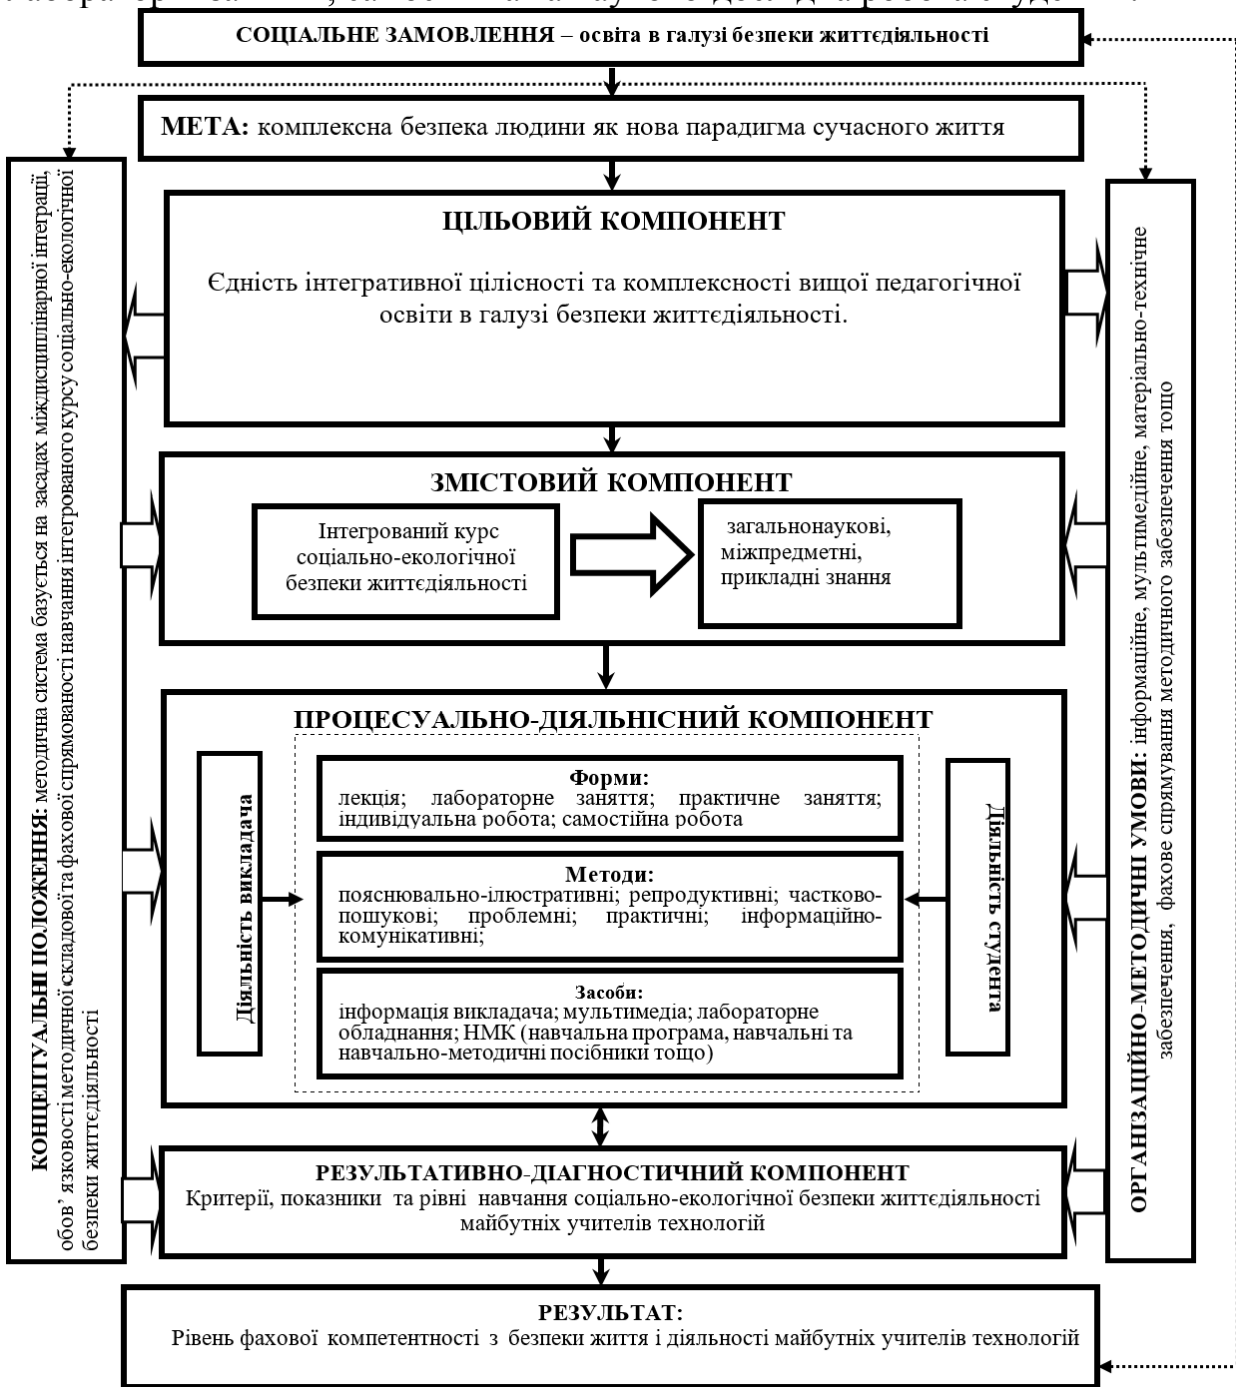 СОЦІАЛЬНЕ ЗАМОВЛЕННЯ – освіта в галузі безпеки життєдіяльності
МЕТА: комплексна безпека людини як нова парадигма сучасного життя
КОНЦЕПТУАЛЬНІ ПОЛОЖЕННЯ: методична система базується на засадах міждисциплінарної інтеграції,
обов’ язковості методичної складової та фахової спрямованості навчання інтегрованого курсу соціально-екологічної
безпеки життєдіяльності
ЦІЛЬОВИЙ КОМПОНЕНТ
Єдність інтегративної цілісності та комплексності вищої педагогічної
освіти в галузі безпеки життєдіяльності.
ЗМІСТОВИЙ КОМПОНЕНТ
Інтегрований курс
соціально-екологічної
безпеки життєдіяльності
загальнонаукові,
міжпредметні,
прикладні знання
ПРОЦЕСУАЛЬНО-ДІЯЛЬНІСНИЙ КОМПОНЕНТ
Діяльність викладача
Форми:
лекція; лабораторне заняття; практичне заняття;
індивідуальна робота; самостійна робота
Методи:
пояснювально-ілюстративні; репродуктивні; частково-
пошукові; проблемні; практичні; інформаційно-
комунікативні;
Засоби:
інформація викладача; мультимедіа; лабораторне
обладнання; НМК (навчальна програма, навчальні та
навчально-методичні посібники тощо)
Діяльність студента
РЕЗУЛЬТАТИВНО-ДІАГНОСТИЧНИЙ КОМПОНЕНТ
Критерії, показники та рівні навчання соціально-екологічної безпеки життєдіяльності
майбутніх учителів технологій
ОРГАНІЗАЦІЙНО-МЕТОДИЧНІ УМОВИ: інформаційне, мультимедійне, матеріально-технічне
забезпечення, фахове спрямування методичного забезпечення тощо
РЕЗУЛЬТАТ:
Рівень фахової компетентності з безпеки життя і діяльності майбутніх учителів технологій